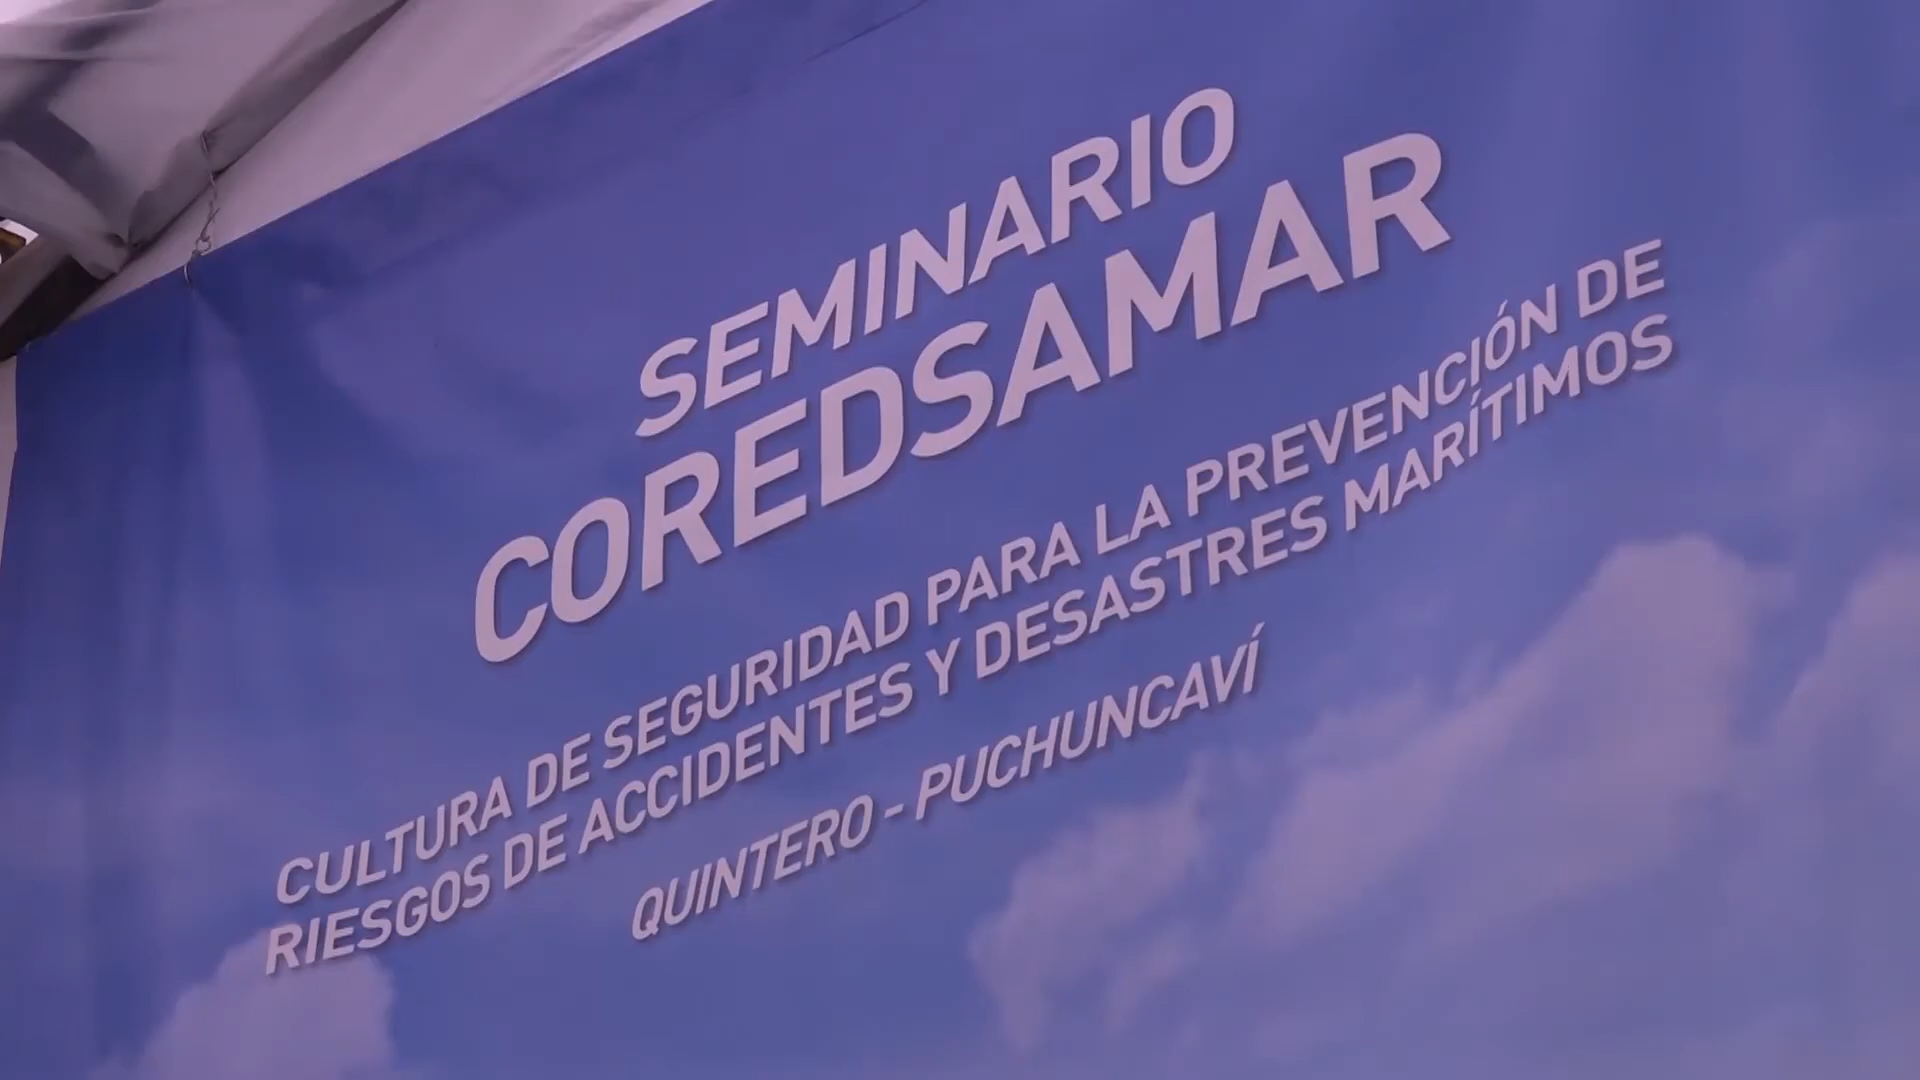 SEMINARIO
COREDSAMAR
CULTURA DE SEGURIDAD PARA LA PREVENCIÓN DE
RIESGOS DE ACCIDENTES Y DESASTRES MARÍTIMOS
QUINTERO - PUCHUNCAVÍ